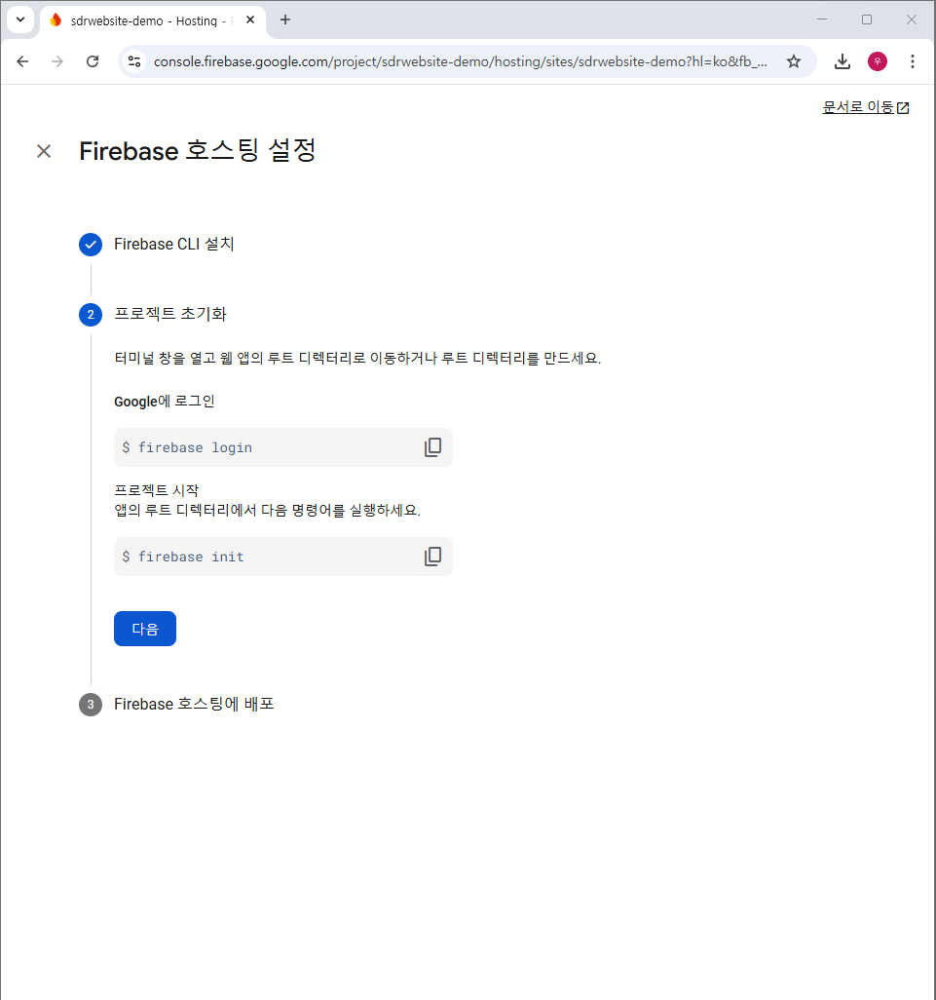 sdrwebsite-demo - Hosting -
console.firebase.google.com/project/sdrwebsite-demo/hosting/sites/sdrwebsite-demo?hl=ko&fb_...
우
문서로 이동
Firebase 호스팅 설정
Firebase CLI 설치
2 프로젝트 초기화
터미널 창을 열고 웹 앱의 루트 디렉터리로 이동하거나 루트 디렉터리를 만드세요.
Google에 로그인
$ firebase login
프로젝트 시작
앱의 루트 디렉터리에서 다음 명령어를 실행하세요.
$ firebase init
다음
3 Firebase 호스팅에 배포